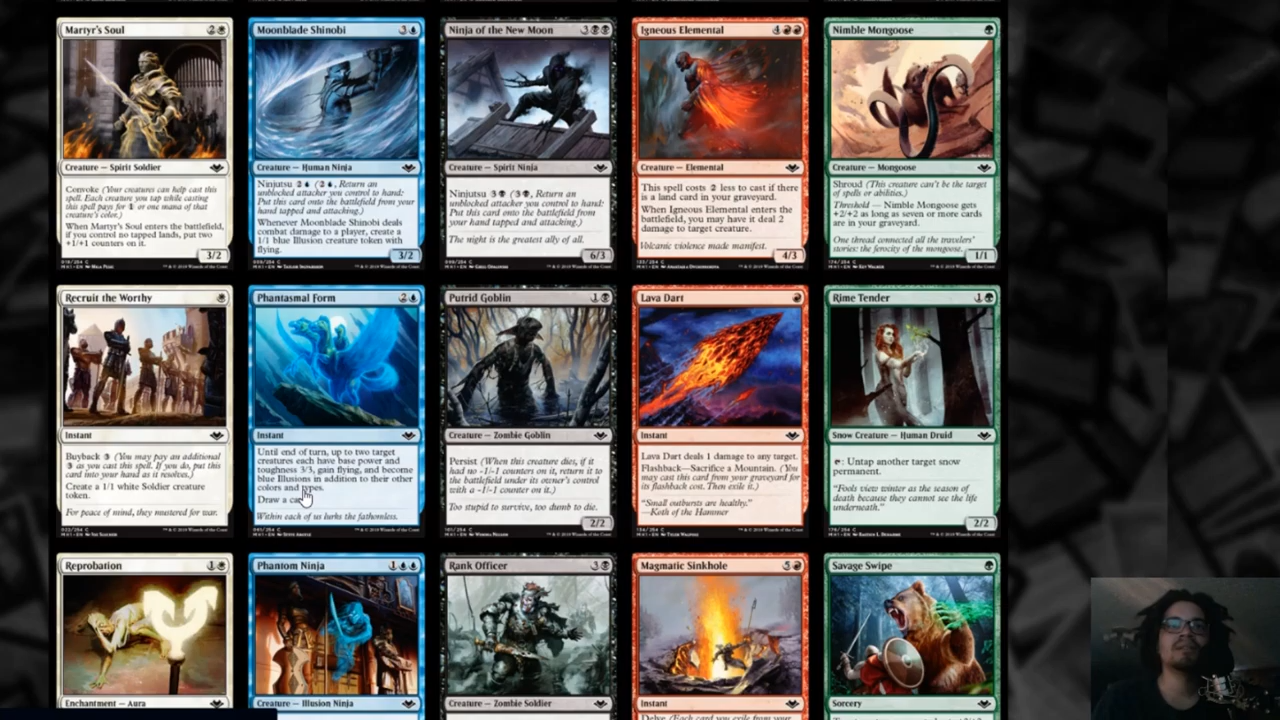 Marty's Soul 2
Convoke (Your creatures can help cast this
spell. Each creature you tap while casting
this spell pays for 1 or one mana of that
creature's color.)
When Martyr's Soul enters the battlefield,
if you control no tapped lands, put two
+1/+1 counters on it.
Creature — Spirit Soldier
3/2
Moonblade Shinobi 3
Creature — Human Ninja
Ninjutsu 2 (2, Return an
unblocked attacker you control to hand:
Put this card onto the battlefield from
your hand tapped and attacking.)
Whenever Moonblade Shinobi deals
combat damage to a player, create a
1/1 blue Illusion creature token with
flying.
3/2
Ninja of the New Moon 3
Creature — Spirit Ninja
Ninjutsu 3 (3, Return an
unblocked attacker you control to hand:
Put this card onto the battlefield from
your hand tapped and attacking.)
The night is the greatest ally of all.
6/3
Igneous Elemental 4
Creature — Elemental
This spell costs 2 less to cast if there
is a land card in your graveyard.
When Igneous Elemental enters the
battlefield, you may have it deal 2
damage to target creature.
Volcanic violence made manifest.
4/3
Nimble Mongoose
Creature — Mongoose
Shroud (This creature can't be the target
of spells or abilities.)
Threshold — Nimble Mongoose gets
+2/+2 as long as seven or more cards
are in your graveyard.
One thread connected all the travelers'
stories: the ferocity of the mongoose.
1/1
Recruit the Worthy
Instant
Buyback 3 (You may pay an additional
3 as you cast this spell. If you do, put this
card into your hand as it resolves.)
Create a 1/1 white Soldier creature
token.
For peace of mind, they mustered for war.
Phantasmal Form 2
Instant
Until end of turn, up to two target
creatures each have base power and
toughness 3/3, gain flying, and become
blue Illusions in addition to their other
colors and types.
Draw a
Within each of us lurks the fathomless.
Putrid Goblin 1
Creature — Zombie Goblin
Persist (When this creature dies, if it
had no -1/-1 counters on it, return it to
the battlefield under its owner's control
with a -1/-1 counter on it.)
Too stupid to survive, too dumb to die.
2/2
Lava Dart
Instant
Lava Dart deals 1 damage to any target.
Flashback—Sacrifice a Mountain. (You
may cast this card from your graveyard for
its flashback cost. Then exile it.)
"Small outbursts are healthy."
—Keth of the Hammer
Rime Tender 1
Snow Creature — Human Druid
: Untap another target snow
permanent.
"Fools view winter as the season of
death because they cannot see the life
underneath."
2/2
Reprobation 1
Enchantment — Aura
Phantom Ninja 1
Creature — Illusion Ninja
Rank Officer 3
Creature — Zombie Soldier
Magmatic Sinkhole 3
Instant
Savage Swipe
Sorcery